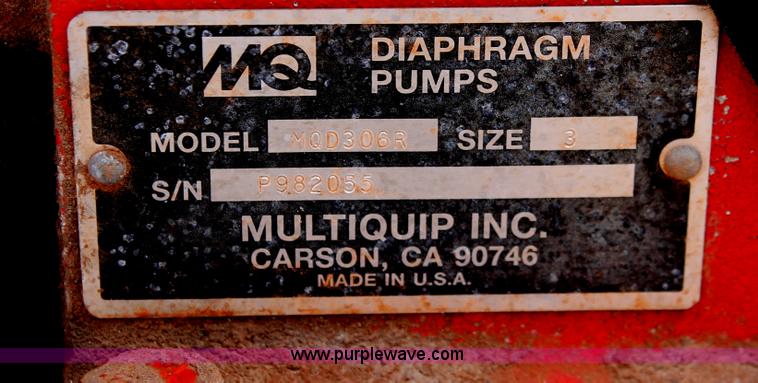 MQ DIAPHRAGM
PUMPS
MODEL MQD306R SIZE 3
S/N P982055
MULTIQUIP INC.
CARSON, CA 90746
MADE IN U.S.A.
www.purplewave.com